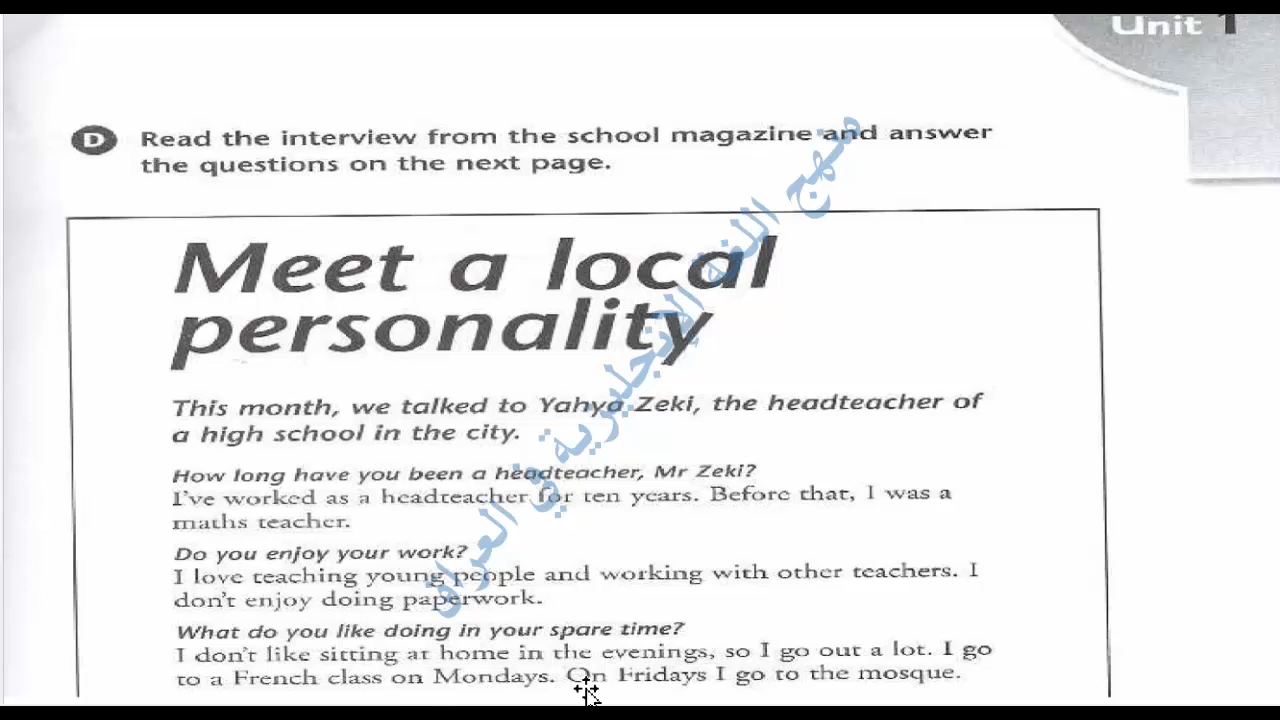 Unit 1
D Read the interview from the school magazine and answer
the questions on the next page.
Meet a local
personality
This month, we talked to Yahya Zeki, the headteacher of
a high school in the city.
How long have you been a headteacher, Mr Zeki?
I've worked as a headteacher for ten years. Before that, I was a
maths teacher.
Do you enjoy your work?
I love teaching young people and working with other teachers. I
don't enjoy doing paperwork.
What do you like doing in your spare time?
I don't like sitting at home in the evenings, so I go out a lot. I go
to a French class on Mondays. On Fridays I go to the mosque.
منهج اللغة الإنجليزية في العراق